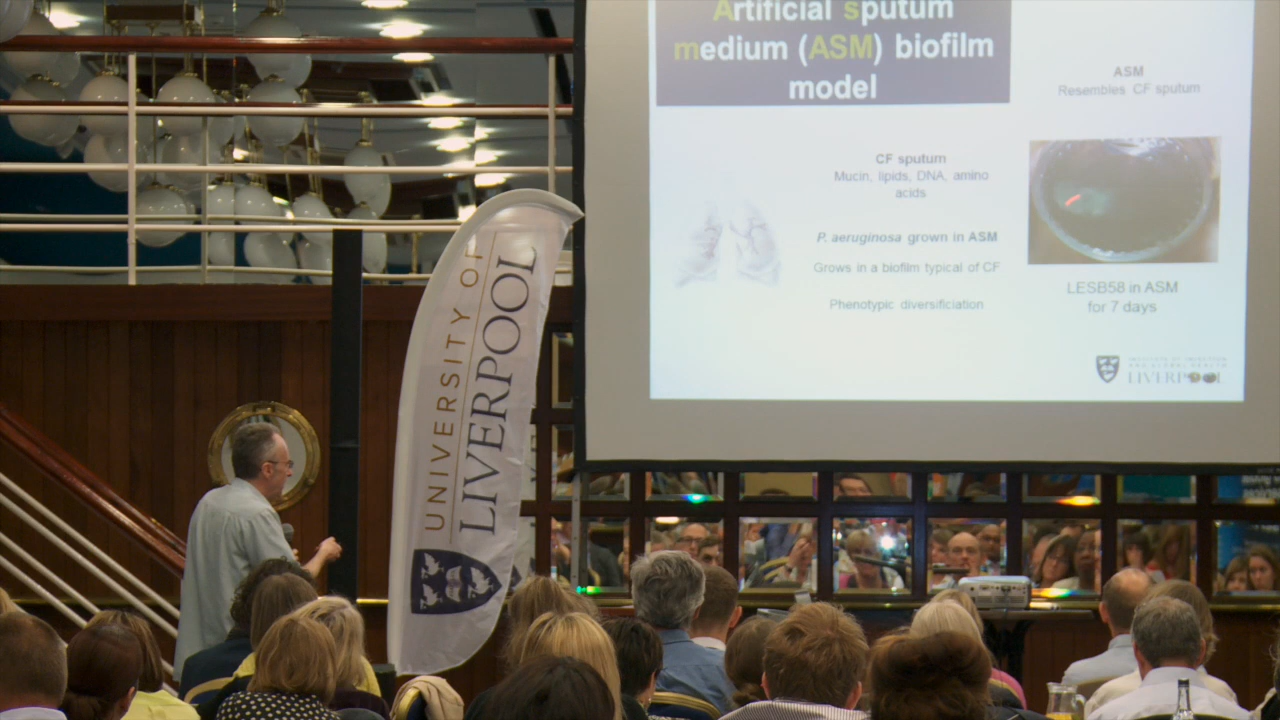 Artificial sputum
medium (ASM) biofilm
model
ASM
Resembles CF sputum
CF sputum
Mucin, lipids, DNA, amino
acids
P. aeruginosa grown in ASM
Grows in a biofilm typical of CF
Phenotypic diversificiation
LESB58 in ASM
for 7 days
LIVERPOOL
UNIVERSITY OF
LIVERPOOL